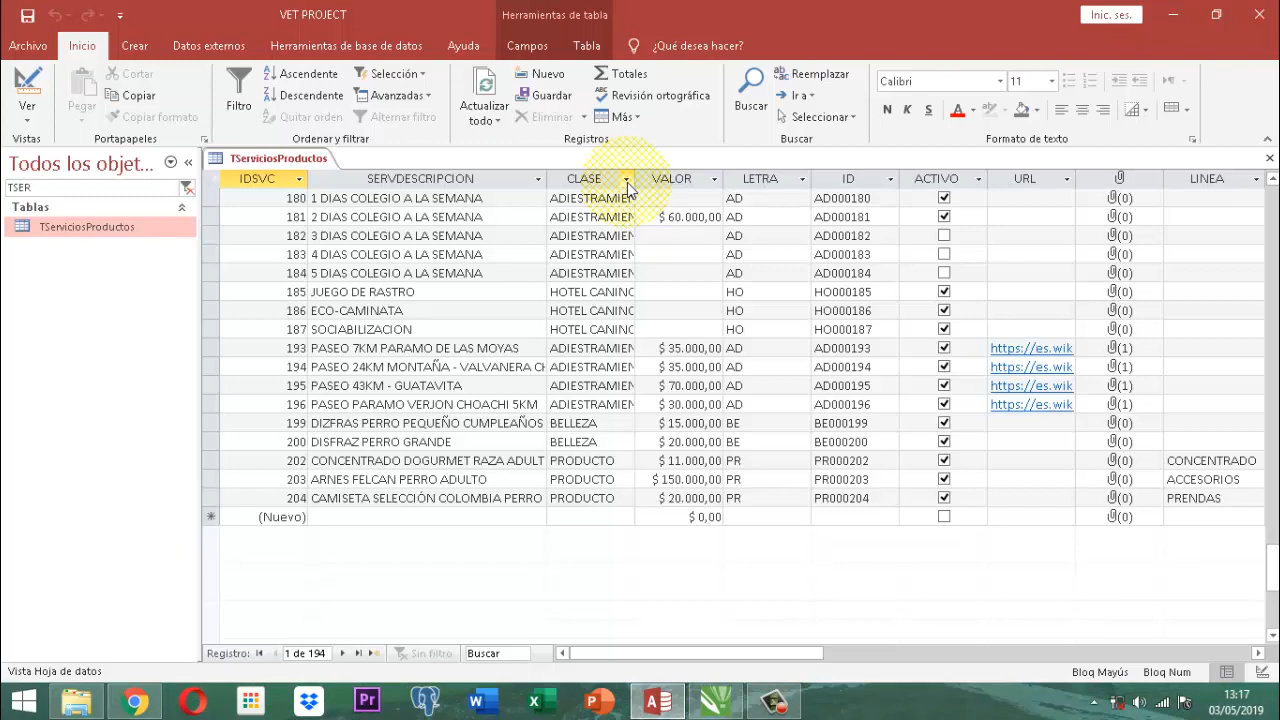 VET PROJECT
Herramientas de tabla
Inic. ses.
Archivo Inicio Crear Datos externos Herramientas de base de datos Ayuda Campos Tabla ¿Qué desea hacer?
Ver
Vistas
Pegar
Cortar
Copiar
Copiar formato
Portapapeles
Filtro
Ascendente
Descendente
Quitar orden
Selección
Avanzadas
Alternar filtro
Ordenar y filtrar
Actualizar todo
Nuevo
Guardar
Eliminar
Totales
Revisión ortográfica
Más
Registros
Buscar
Reemplazar
Ir a
Seleccionar
Buscar
Calibri 11
N K S A
Formato de texto
Todos los objet... «
TSER
Tablas
TServiciosProductos
TServiciosProductos
IDSVC SERVDESCRIPCION CLASE VALOR LETRA ID ACTIVO URL LINEA
180 1 DIAS COLEGIO A LA SEMANA ADIESTRAMIEN AD AD000180 (0)
181 2 DIAS COLEGIO A LA SEMANA ADIESTRAMIEN $ 60.000,00 AD AD000181 (0)
182 3 DIAS COLEGIO A LA SEMANA ADIESTRAMIEN AD AD000182 (0)
183 4 DIAS COLEGIO A LA SEMANA ADIESTRAMIEN AD AD000183 (0)
184 5 DIAS COLEGIO A LA SEMANA ADIESTRAMIEN AD AD000184 (0)
185 JUEGO DE RASTRO HOTEL CANINO HO HO000185 (0)
186 ECO-CAMINATA HOTEL CANINO HO HO000186 (0)
187 SOCIABILIZACION HOTEL CANINO HO HO000187 (0)
193 PASEO 7KM PARAMO DE LAS MOYAS ADIESTRAMIEN $ 35.000,00 AD AD000193 https://es.wik (1)
194 PASEO 24KM MONTAÑA - VALVANERA CH ADIESTRAMIEN $ 35.000,00 AD AD000194 https://es.wik (1)
195 PASEO 43KM - GUATAVITA ADIESTRAMIEN $ 70.000,00 AD AD000195 https://es.wik (1)
196 PASEO PARAMO VERJON CHOACHI 5KM ADIESTRAMIEN $ 30.000,00 AD AD000196 https://es.wik (1)
199 DIZFRAS PERRO PEQUEÑO CUMPLEAÑOS BELLEZA $ 15.000,00 BE BE000199 (0)
200 DISFRAZ PERRO GRANDE BELLEZA $ 20.000,00 BE BE000200 (0)
202 CONCENTRADO DOGURMET RAZA ADULT PRODUCTO $ 11.000,00 PR PR000202 (0) CONCENTRADO
203 ARNES FELCAN PERRO ADULTO PRODUCTO $ 150.000,00 PR PR000203 (0) ACCESORIOS
204 CAMISETA SELECCIÓN COLOMBIA PERRO PRODUCTO $ 20.000,00 PR PR000204 (0) PRENDAS
(Nuevo) $ 0,00 (0)
Registro: 1 de 194 Sin filtro Buscar
Vista Hoja de datos Bloq Mayús Bloq Num
13:17
03/05/2019